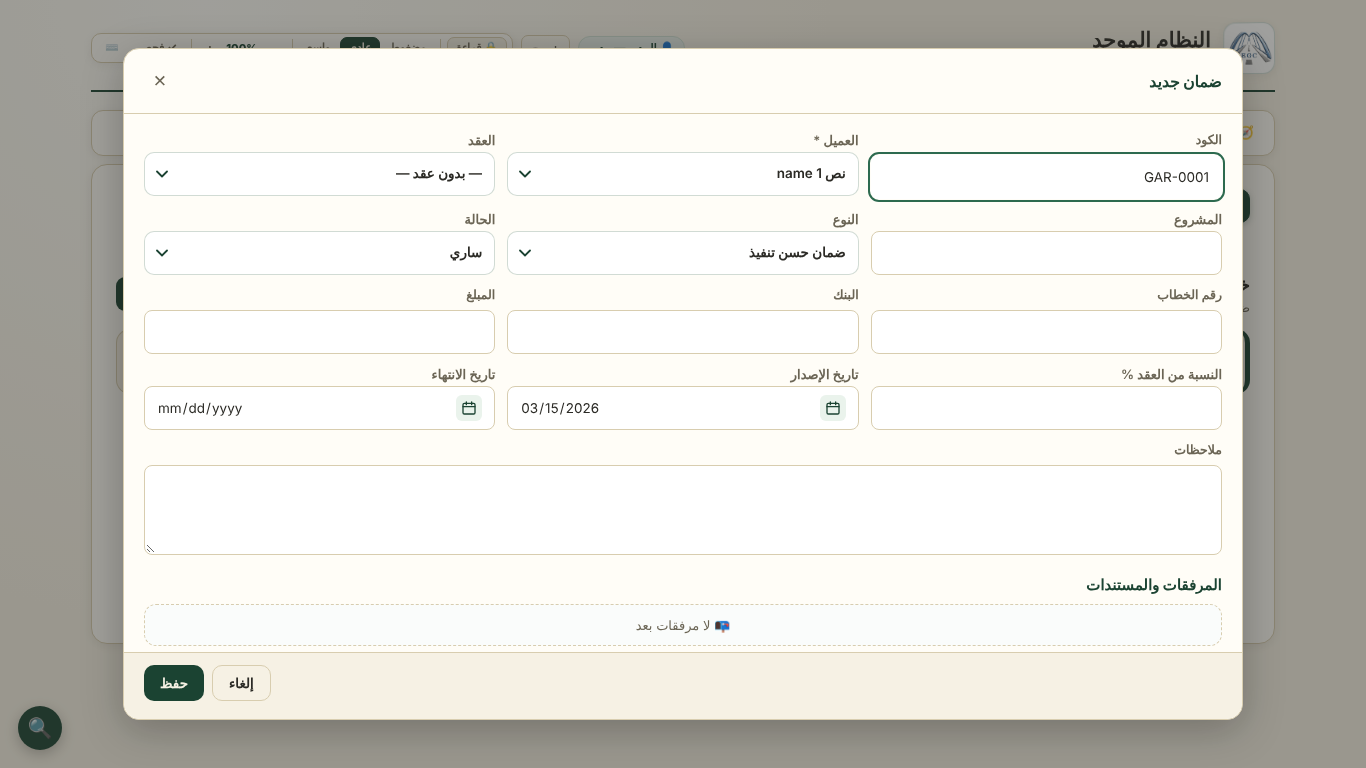 النظام الموحد
100%
قراءة
ضمان جديد
✕
الكود
العميل *
العقد
GAR-0001
نص name 1
— بدون عقد —
المشروع
النوع
الحالة
ضمان حسن تنفيذ
ساري
رقم الخطاب
البنك
المبلغ
النسبة من العقد %
تاريخ الإصدار
تاريخ الانتهاء
03/15/2026
mm/dd/yyyy
ملاحظات
المرفقات والمستندات
📭 لا مرفقات بعد
إلغاء
حفظ